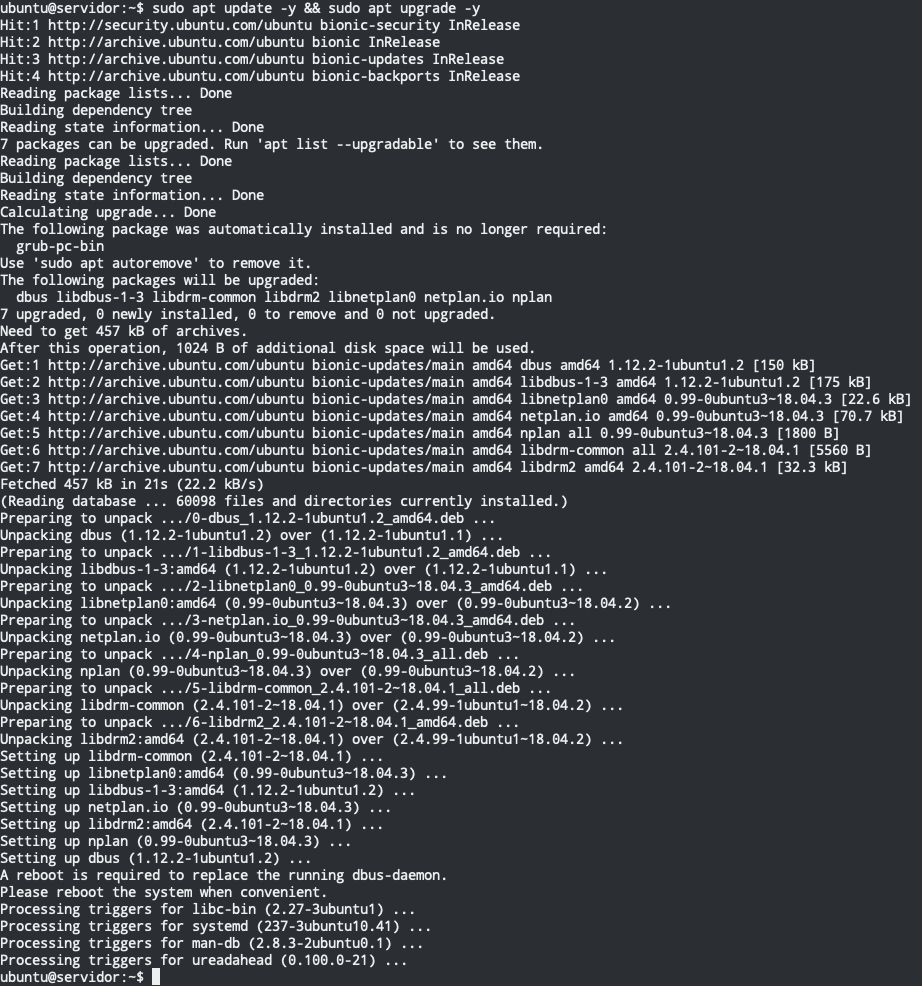 ubuntu@servidor:~$ sudo apt update -y && sudo apt upgrade -y
Hit:1 http://security.ubuntu.com/ubuntu bionic-security InRelease
Hit:2 http://archive.ubuntu.com/ubuntu bionic InRelease
Hit:3 http://archive.ubuntu.com/ubuntu bionic-updates InRelease
Hit:4 http://archive.ubuntu.com/ubuntu bionic-backports InRelease
Reading package lists... Done
Building dependency tree
Reading state information... Done
7 packages can be upgraded. Run 'apt list --upgradable' to see them.
Reading package lists... Done
Building dependency tree
Reading state information... Done
Calculating upgrade... Done
The following package was automatically installed and is no longer required:
  grub-pc-bin
Use 'sudo apt autoremove' to remove it.
The following packages will be upgraded:
  dbus libdbus-1-3 libdrm-common libdrm2 libnetplan0 netplan.io nplan
7 upgraded, 0 newly installed, 0 to remove and 0 not upgraded.
Need to get 457 kB of archives.
After this operation, 1024 B of additional disk space will be used.
Get:1 http://archive.ubuntu.com/ubuntu bionic-updates/main amd64 dbus amd64 1.12.2-1ubuntu1.2 [150 kB]
Get:2 http://archive.ubuntu.com/ubuntu bionic-updates/main amd64 libdbus-1-3 amd64 1.12.2-1ubuntu1.2 [175 kB]
Get:3 http://archive.ubuntu.com/ubuntu bionic-updates/main amd64 libnetplan0 amd64 0.99-0ubuntu3~18.04.3 [22.6 kB]
Get:4 http://archive.ubuntu.com/ubuntu bionic-updates/main amd64 netplan.io amd64 0.99-0ubuntu3~18.04.3 [70.7 kB]
Get:5 http://archive.ubuntu.com/ubuntu bionic-updates/main amd64 nplan all 0.99-0ubuntu3~18.04.3 [1800 B]
Get:6 http://archive.ubuntu.com/ubuntu bionic-updates/main amd64 libdrm-common all 2.4.101-2~18.04.1 [5560 B]
Get:7 http://archive.ubuntu.com/ubuntu bionic-updates/main amd64 libdrm2 amd64 2.4.101-2~18.04.1 [32.3 kB]
Fetched 457 kB in 21s (22.2 kB/s)
(Reading database ... 60098 files and directories currently installed.)
Preparing to unpack .../0-dbus_1.12.2-1ubuntu1.2_amd64.deb ...
Unpacking dbus (1.12.2-1ubuntu1.2) over (1.12.2-1ubuntu1.1) ...
Preparing to unpack .../1-libdbus-1-3_1.12.2-1ubuntu1.2_amd64.deb ...
Unpacking libdbus-1-3:amd64 (1.12.2-1ubuntu1.2) over (1.12.2-1ubuntu1.1) ...
Preparing to unpack .../2-libnetplan0_0.99-0ubuntu3~18.04.3_amd64.deb ...
Unpacking libnetplan0:amd64 (0.99-0ubuntu3~18.04.3) over (0.99-0ubuntu3~18.04.2) ...
Preparing to unpack .../3-netplan.io_0.99-0ubuntu3~18.04.3_amd64.deb ...
Unpacking netplan.io (0.99-0ubuntu3~18.04.3) over (0.99-0ubuntu3~18.04.2) ...
Preparing to unpack .../4-nplan_0.99-0ubuntu3~18.04.3_all.deb ...
Unpacking nplan (0.99-0ubuntu3~18.04.3) over (0.99-0ubuntu3~18.04.2) ...
Preparing to unpack .../5-libdrm-common_2.4.101-2~18.04.1_all.deb ...
Unpacking libdrm-common (2.4.101-2~18.04.1) over (2.4.99-1ubuntu1~18.04.2) ...
Preparing to unpack .../6-libdrm2_2.4.101-2~18.04.1_amd64.deb ...
Unpacking libdrm2:amd64 (2.4.101-2~18.04.1) over (2.4.99-1ubuntu1~18.04.2) ...
Setting up libdrm-common (2.4.101-2~18.04.1) ...
Setting up libnetplan0:amd64 (0.99-0ubuntu3~18.04.3) ...
Setting up libdbus-1-3:amd64 (1.12.2-1ubuntu1.2) ...
Setting up netplan.io (0.99-0ubuntu3~18.04.3) ...
Setting up libdrm2:amd64 (2.4.101-2~18.04.1) ...
Setting up nplan (0.99-0ubuntu3~18.04.3) ...
Setting up dbus (1.12.2-1ubuntu1.2) ...
A reboot is required to replace the running dbus-daemon.
Please reboot the system when convenient.
Processing triggers for libc-bin (2.27-3ubuntu1) ...
Processing triggers for systemd (237-3ubuntu10.41) ...
Processing triggers for man-db (2.8.3-2ubuntu0.1) ...
Processing triggers for ureadahead (0.100.0-21) ...
ubuntu@servidor:~$